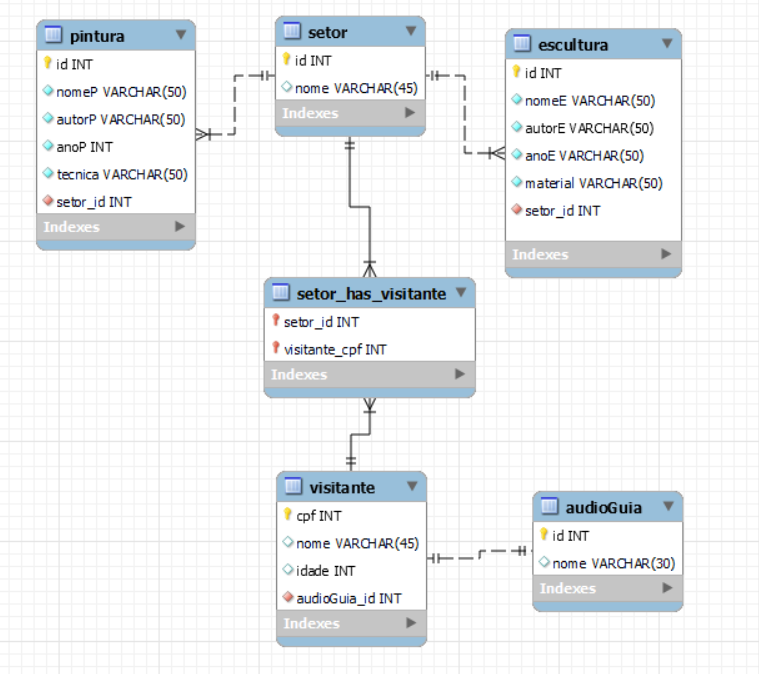 pintura
id INT
nomeP VARCHAR(50)
autorP VARCHAR(50)
anoP INT
tecnica VARCHAR(50)
setor_id INT
Indexes
setor
id INT
nome VARCHAR(45)
Indexes
escultura
id INT
nomeE VARCHAR(50)
autorE VARCHAR(50)
anoE VARCHAR(50)
material VARCHAR(50)
setor_id INT
Indexes
setor_has_visitante
setor_id INT
visitante_cpf INT
Indexes
visitante
cpf INT
nome VARCHAR(45)
idade INT
audioGuia_id INT
Indexes
audioGuia
id INT
nome VARCHAR(30)
Indexes